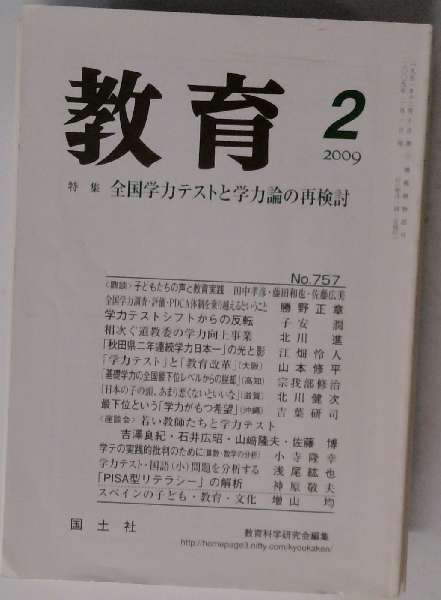 教育 2
2009
特集 全国学力テストと学力論の再検討
No.757
〈鼎談〉子どもたちの声と教育実践 田中孝彦・藤田和也・佐藤広美
全国学力調査・評価・PDCA体制を乗り越えるということ 勝野正章
学力テストシフトからの反転 子安潤
相次ぐ道教委の学力向上事業 北川進
「秋田県二年連続学力日本一」の光と影 江畑怜人
「学力テスト」と「教育改革」(大阪) 山本修平
「基礎学力の全国最下位レベルからの脱却」(高知) 宗我部修治
「日本の子の頭、あまり悪くないといいな」(滋賀) 北川健次
最下位という「学力がもつ希望」(沖縄) 吉葉研司
〈座談会〉若い教師たちと学力テスト
吉澤良紀・石井広昭・山﨑隆夫・佐藤博
学テの実践的批判のために(算数・数学の分析) 小寺隆幸
学力テスト・国語(小)問題を分析する 浅尾紘也
「PISA型リテラシー」の解析 神原敬夫
スペインの子ども・教育・文化 増山均
国土社
教育科学研究会編集
http://homepage3.nifty.com/kyoukaken/